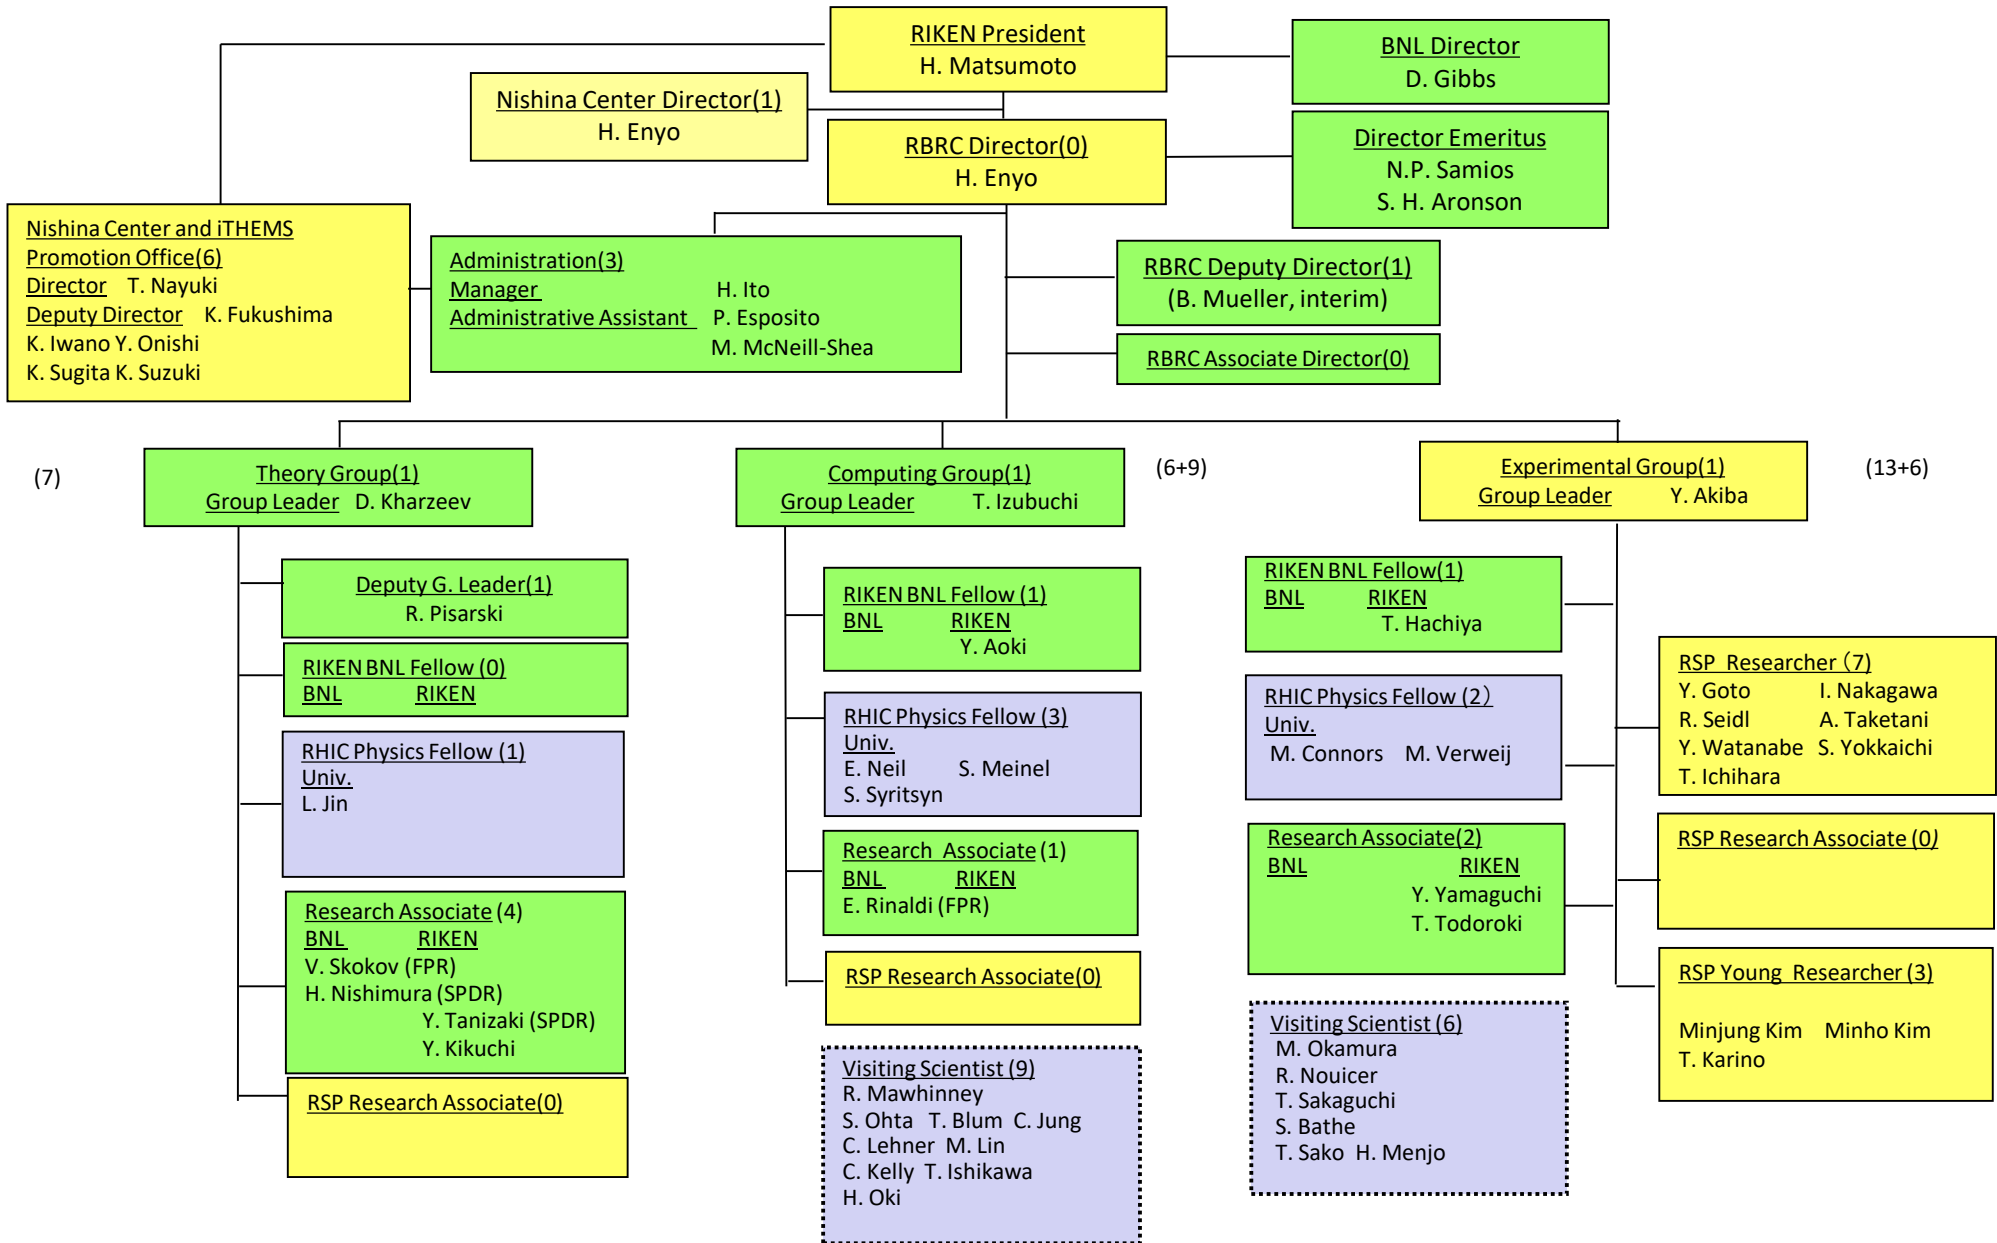 RIKEN President
H. Matsumoto
BNL Director
D. Gibbs
Nishina Center Director(1)
H. Enyo
RBRC Director(0)
H. Enyo
Director Emeritus
N.P. Samios
S. H. Aronson
Nishina Center and iTHEMS
Promotion Office(6)
Director T. Nayuki
Deputy Director K. Fukushima
K. Iwano Y. Onishi
K. Sugita K. Suzuki
Administration(3)
Manager H. Ito
Administrative Assistant P. Esposito
M. McNeill-Shea
RBRC Deputy Director(1)
(B. Mueller, interim)
RBRC Associate Director(0)
(7)
Theory Group(1)
Group Leader D. Kharzeev
Deputy G. Leader(1)
R. Pisarski
RIKEN BNL Fellow (0)
BNL RIKEN
RHIC Physics Fellow (1)
Univ.
L. Jin
Research Associate (4)
BNL RIKEN
V. Skokov (FPR)
H. Nishimura (SPDR)
Y. Tanizaki (SPDR)
Y. Kikuchi
RSP Research Associate(0)
Computing Group(1)
Group Leader T. Izubuchi
(6+9)
RIKEN BNL Fellow (1)
BNL RIKEN
Y. Aoki
RHIC Physics Fellow (3)
Univ.
E. Neil S. Meinel
S. Syritsyn
Research Associate (1)
BNL RIKEN
E. Rinaldi (FPR)
RSP Research Associate(0)
Visiting Scientist (9)
R. Mawhinney
S. Ohta T. Blum C. Jung
C. Lehner M. Lin
C. Kelly T. Ishikawa
H. Oki
Experimental Group(1)
Group Leader Y. Akiba
(13+6)
RIKEN BNL Fellow(1)
BNL RIKEN
T. Hachiya
RHIC Physics Fellow (2）
Univ.
M. Connors M. Verweij
Research Associate(2)
BNL RIKEN
Y. Yamaguchi
T. Todoroki
Visiting Scientist (6)
M. Okamura
R. Nouicer
T. Sakaguchi
S. Bathe
T. Sako H. Menjo
RSP Researcher（7)
Y. Goto I. Nakagawa
R. Seidl A. Taketani
Y. Watanabe S. Yokkaichi
T. Ichihara
RSP Research Associate (0)
RSP Young Researcher (3)
Minjung Kim Minho Kim
T. Karino